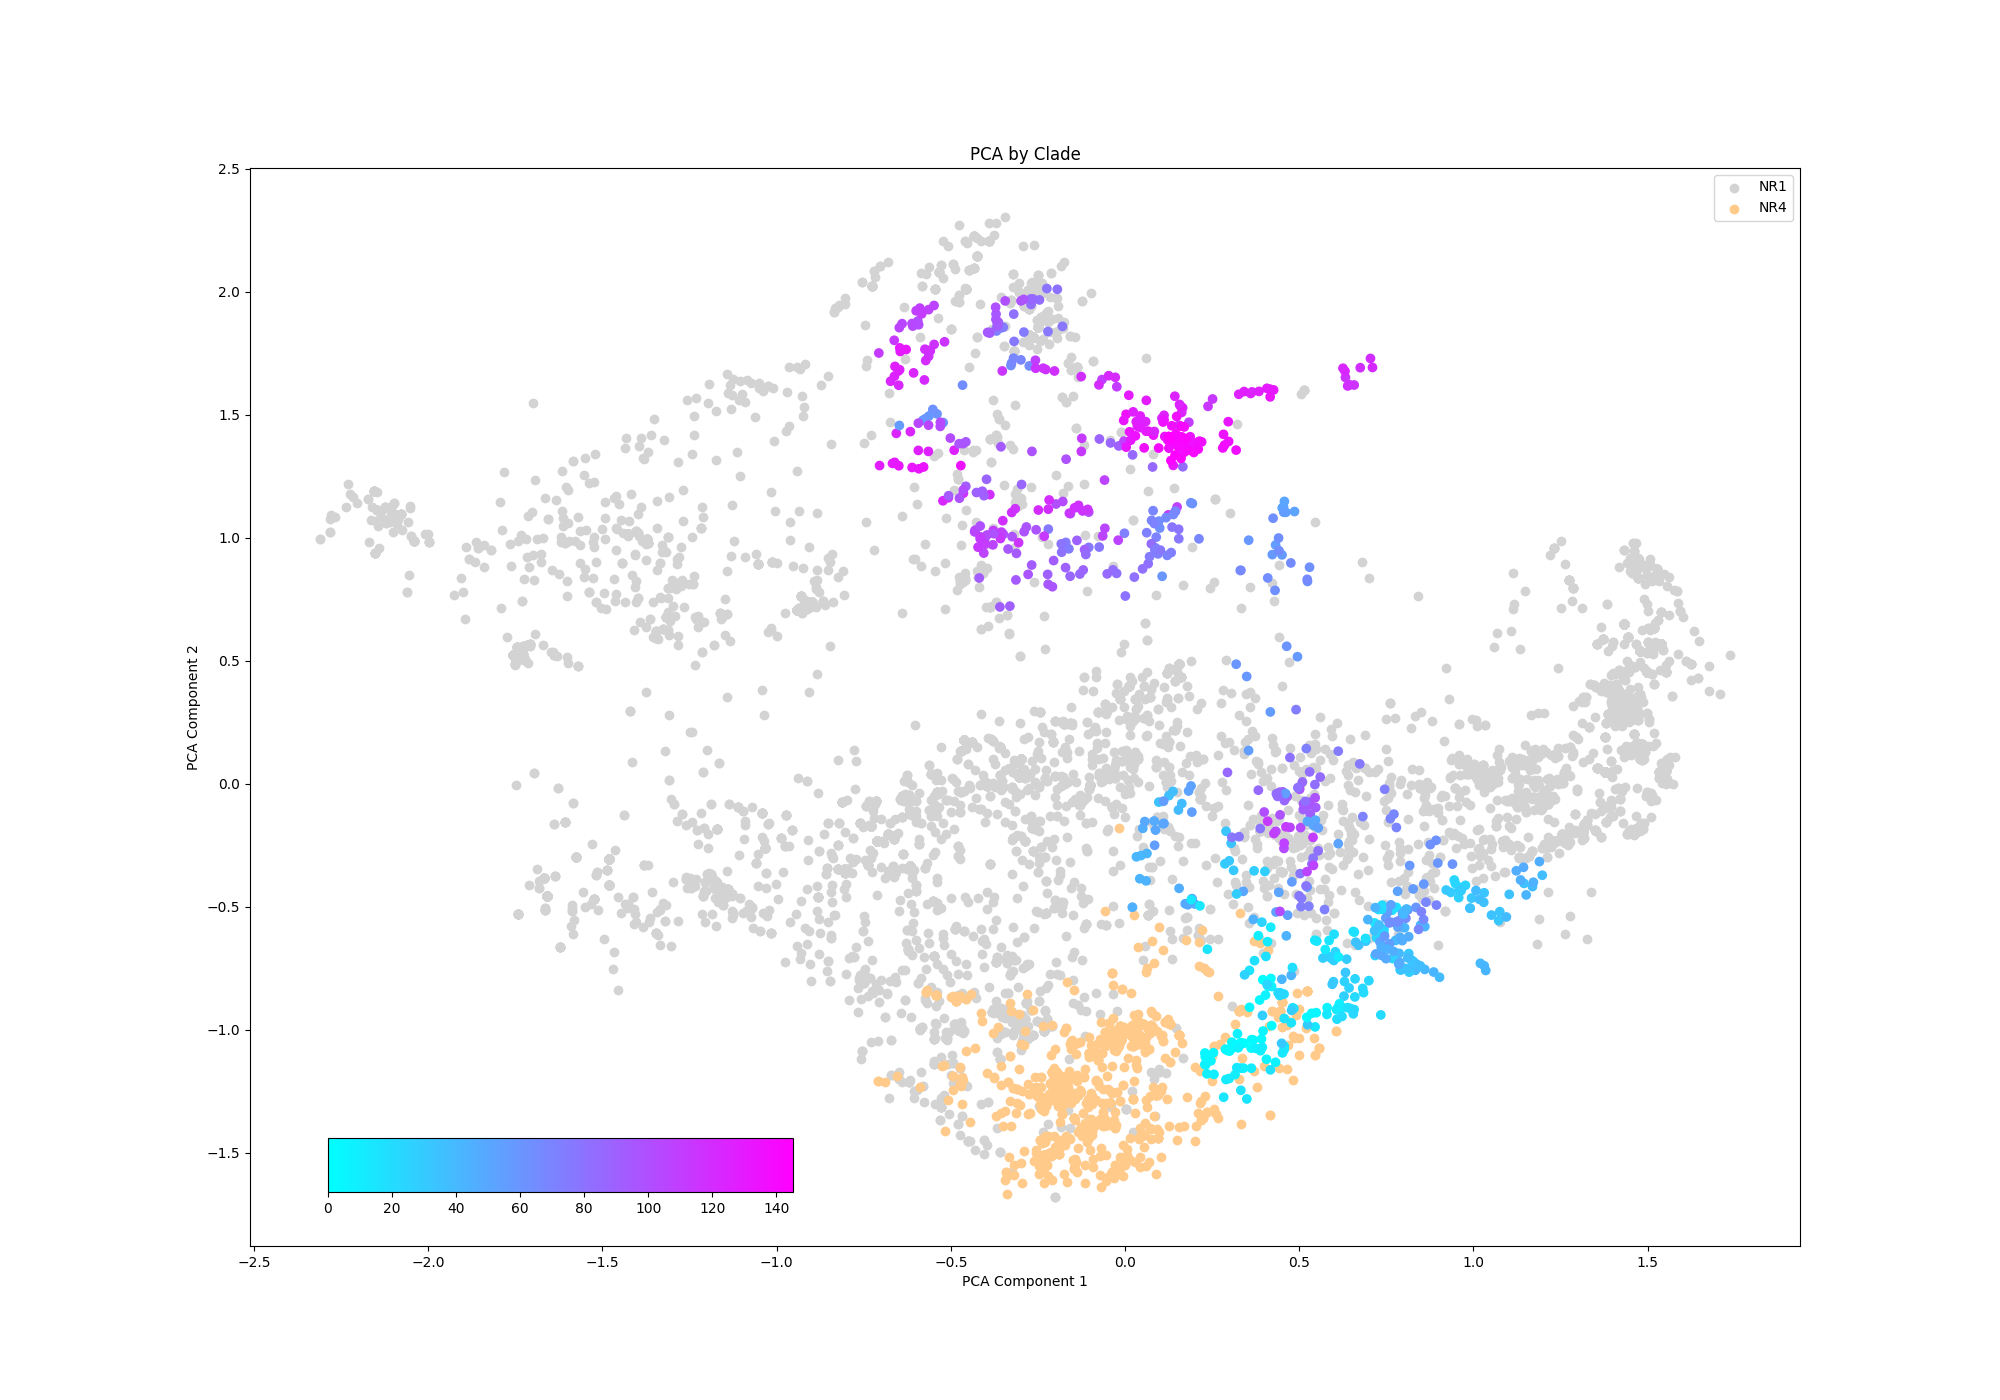 PCA by Clade
NR1
NR4
2.5
2.0
1.5
1.0
0.5
0.0
−0.5
−1.0
−1.5
PCA Component 2
0 20 40 60 80 100 120 140
−2.5 −2.0 −1.5 −1.0 −0.5 0.0 0.5 1.0 1.5
PCA Component 1